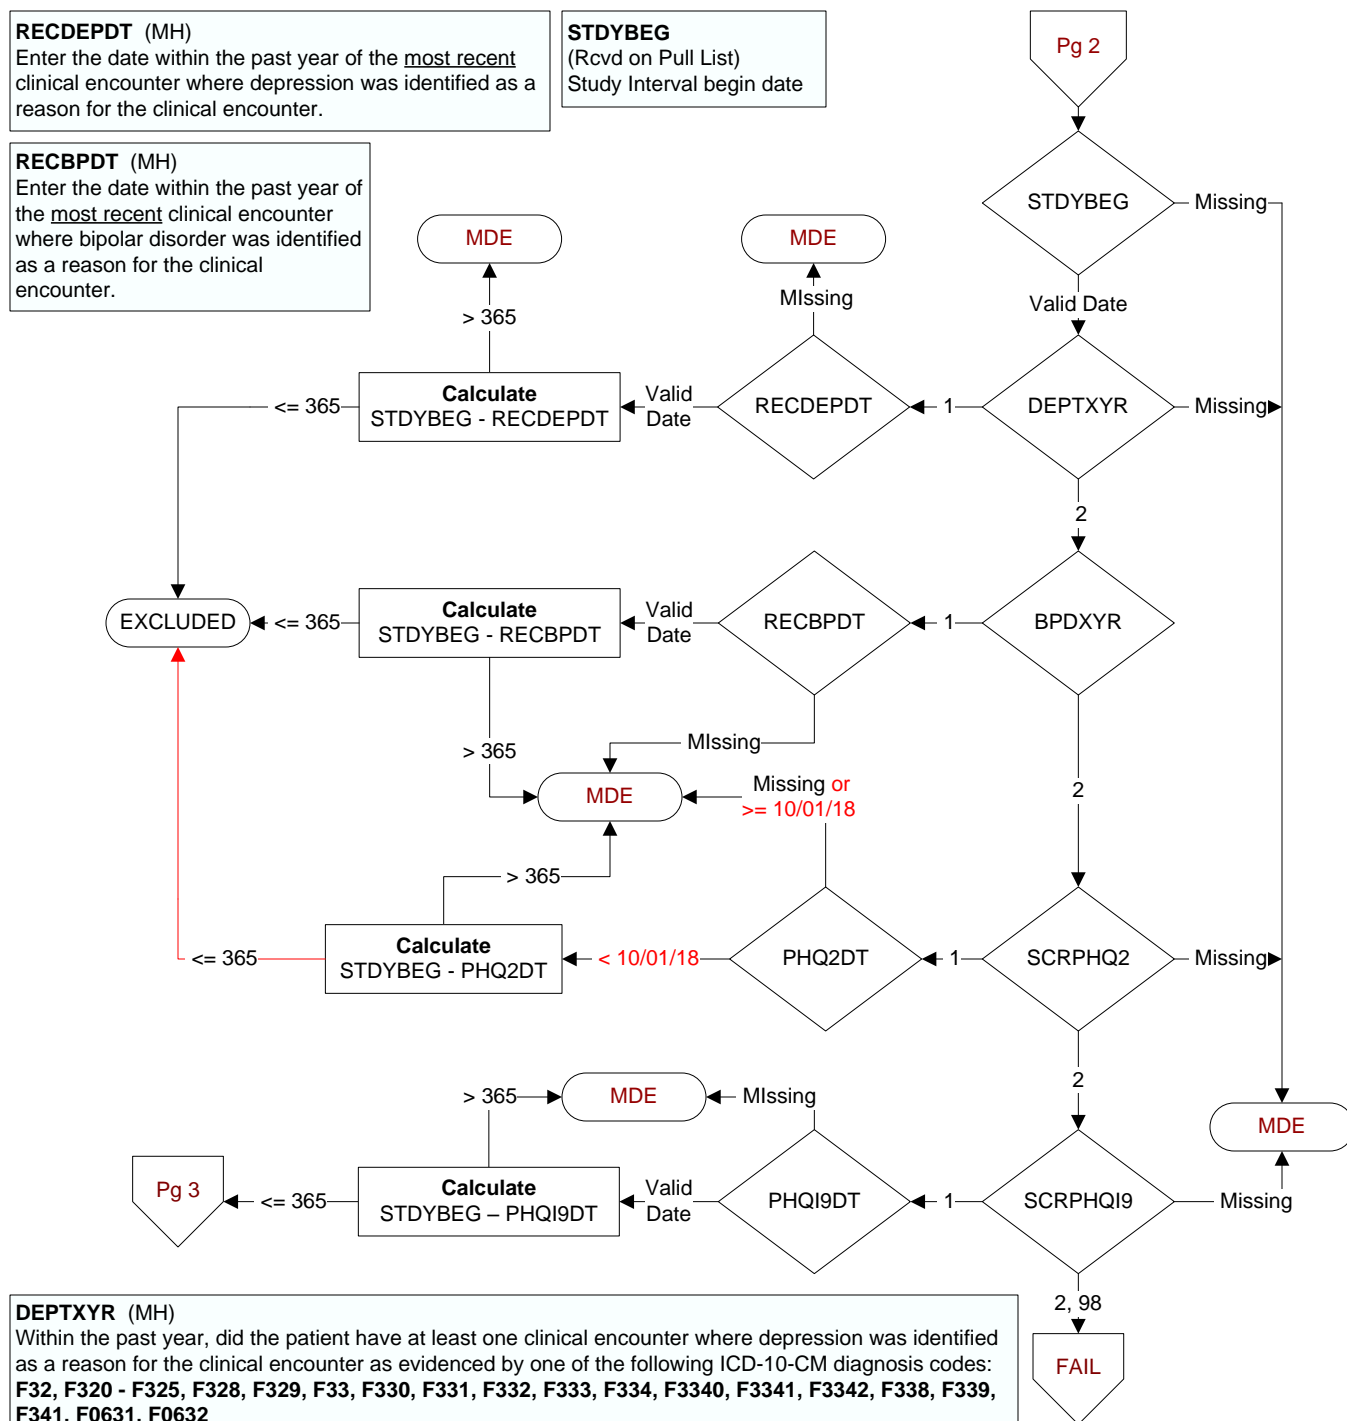 RECDEPDT (MH)
Enter the date within the past year of the most recent
clinical encounter where depression was identified as a
reason for the clinical encounter.
STDYBEG
(Rcvd on Pull List)
Study Interval begin date
Pg 2
RECBPDT (MH)
Enter the date within the past year of
the most recent clinical encounter
where bipolar disorder was identified
as a reason for the clinical
encounter.
STDYBEG
Missing
MDE
MDE
MIssing
Valid Date
> 365
<= 365
Calculate
STDYBEG - RECDEPDT
Valid
Date
RECDEPDT
1
DEPTXYR
Missing
2
EXCLUDED
<= 365
Calculate
STDYBEG - RECBPDT
Valid
Date
RECBPDT
1
BPDXYR
> 365
MIssing
MDE
Missing or
>= 10/01/18
2
> 365
<= 365
Calculate
STDYBEG - PHQ2DT
< 10/01/18
PHQ2DT
1
SCRPHQ2
Missing
2
> 365
MDE
MIssing
MDE
Pg 3
<= 365
Calculate
STDYBEG – PHQI9DT
Valid
Date
PHQI9DT
1
SCRPHQI9
Missing
2, 98
FAIL
DEPTXYR (MH)
Within the past year, did the patient have at least one clinical encounter where depression was identified
as a reason for the clinical encounter as evidenced by one of the following ICD-10-CM diagnosis codes:
F32, F320 - F325, F328, F329, F33, F330, F331, F332, F333, F334, F3340, F3341, F3342, F338, F339,
F341, F0631, F0632